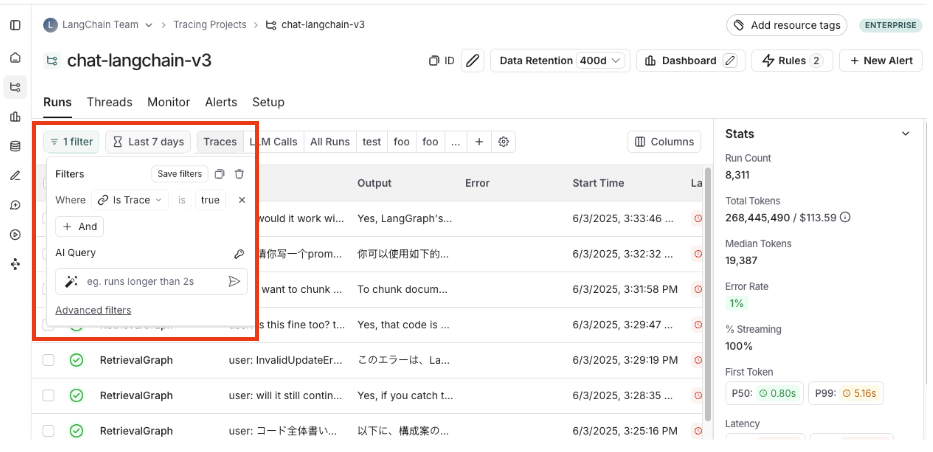 L LangChain Team > Tracing Projects > chat-langchain-v3
Add resource tags ENTERPRISE
chat-langchain-v3
ID Data Retention 400d Dashboard Rules 2 + New Alert
Runs Threads Monitor Alerts Setup
1 filter Last 7 days Traces LLM Calls All Runs test foo foo ... + Columns
Filters Save filters
Where Is Trace is true ×
+ And
AI Query
eg. runs longer than 2s
Advanced filters
Output Error Start Time La
would it work wi... Yes, LangGraph's... 6/3/2025, 3:33:46 ...
请你写一个prom... 你可以使用如下的... 6/3/2025, 3:32:32 ...
want to chunk ... To chunk docum... 6/3/2025, 3:31:58 PM
is this fine too? t... Yes, that code is ... 6/3/2025, 3:29:47 ...
RetrievalGraph user: InvalidUpdateEr... このエラーは、La... 6/3/2025, 3:29:19 PM
RetrievalGraph user: will it still contin... Yes, if you catch t... 6/3/2025, 3:28:35 ...
RetrievalGraph user: コード全体書い... 以下に、構成案の... 6/3/2025, 3:25:16 PM
Stats
Run Count
8,311
Total Tokens
268,445,490 / $113.59
Median Tokens
19,387
Error Rate
1%
% Streaming
100%
First Token
P50: 0.80s P99: 5.16s
Latency